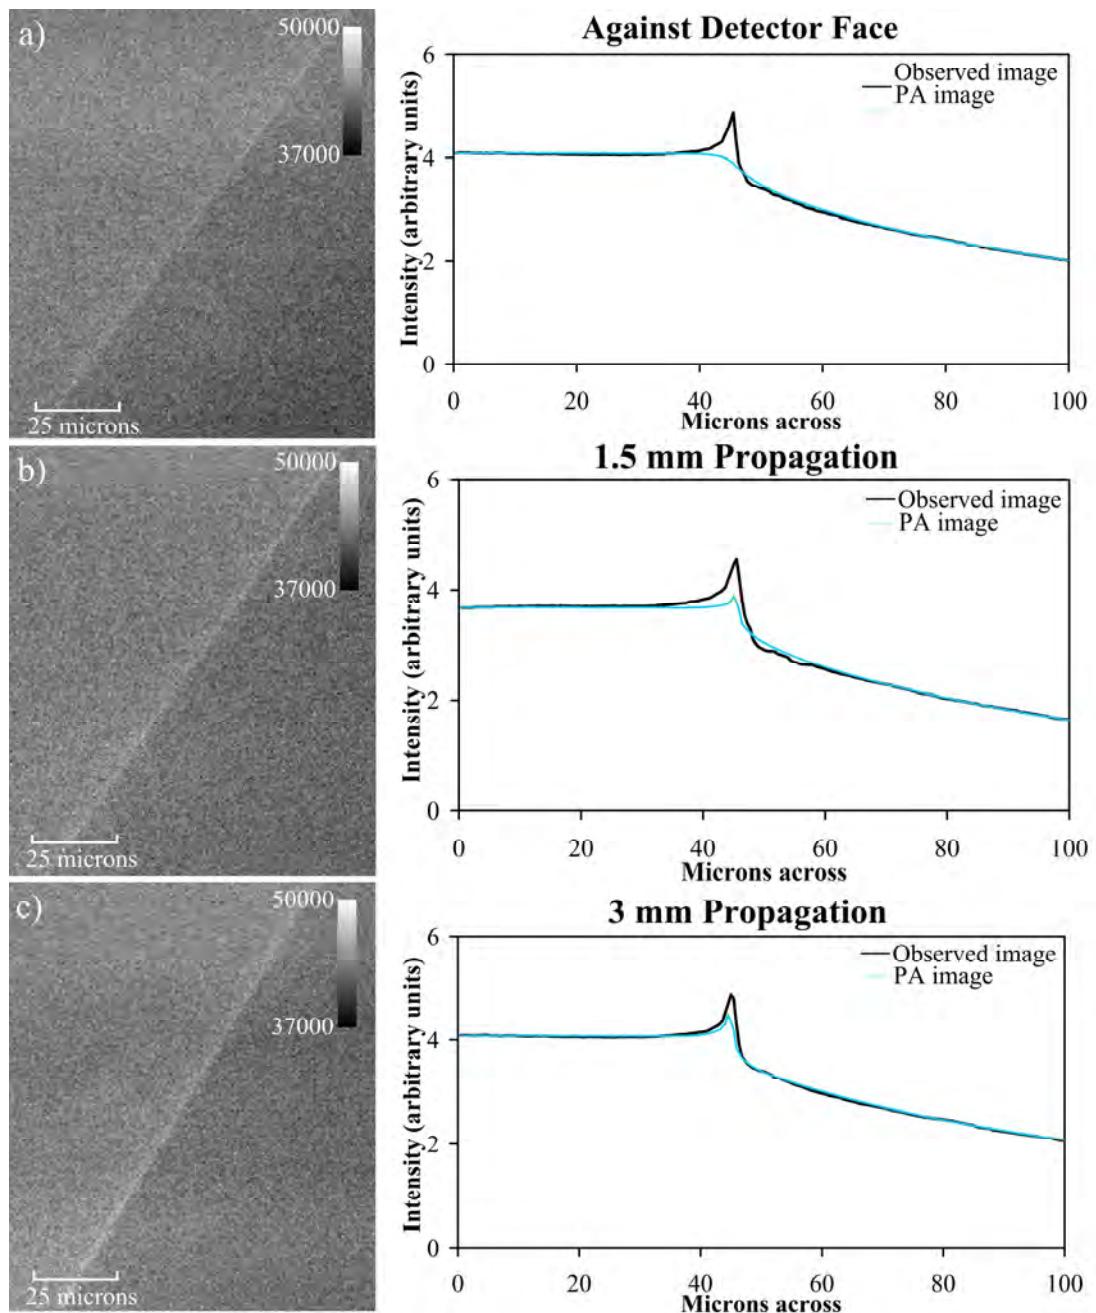 a)
50000
37000
25 microns
Against Detector Face
Observed image
PA image
Intensity (arbitrary units)
6
4
2
0
0 20 40 60 80 100
Microns across
b)
50000
37000
25 microns
1.5 mm Propagation
Observed image
PA image
Intensity (arbitrary units)
6
4
2
0
0 20 40 60 80 100
Microns across
c)
50000
37000
25 microns
3 mm Propagation
Observed image
PA image
Intensity (arbitrary units)
6
4
2
0
0 20 40 60 80 100
Microns across